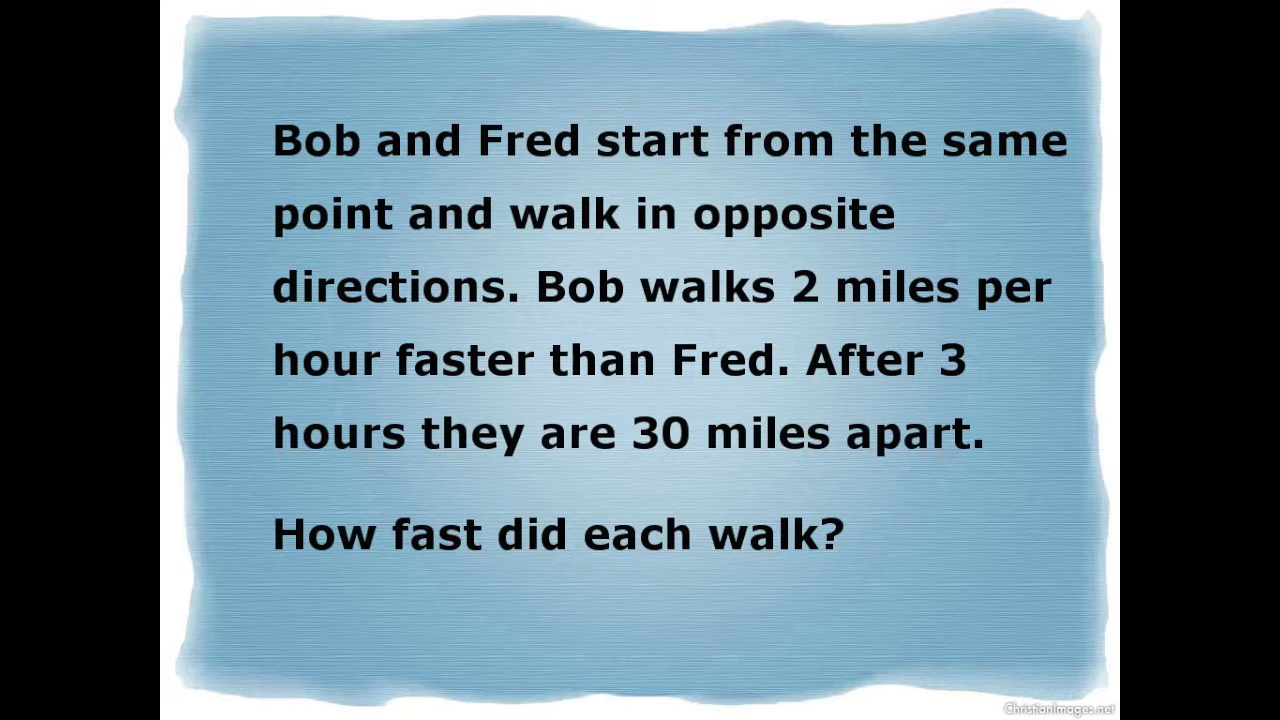 Bob and Fred start from the same
point and walk in opposite
directions. Bob walks 2 miles per
hour faster than Fred. After 3
hours they are 30 miles apart.
How fast did each walk?
ChristianImages.net